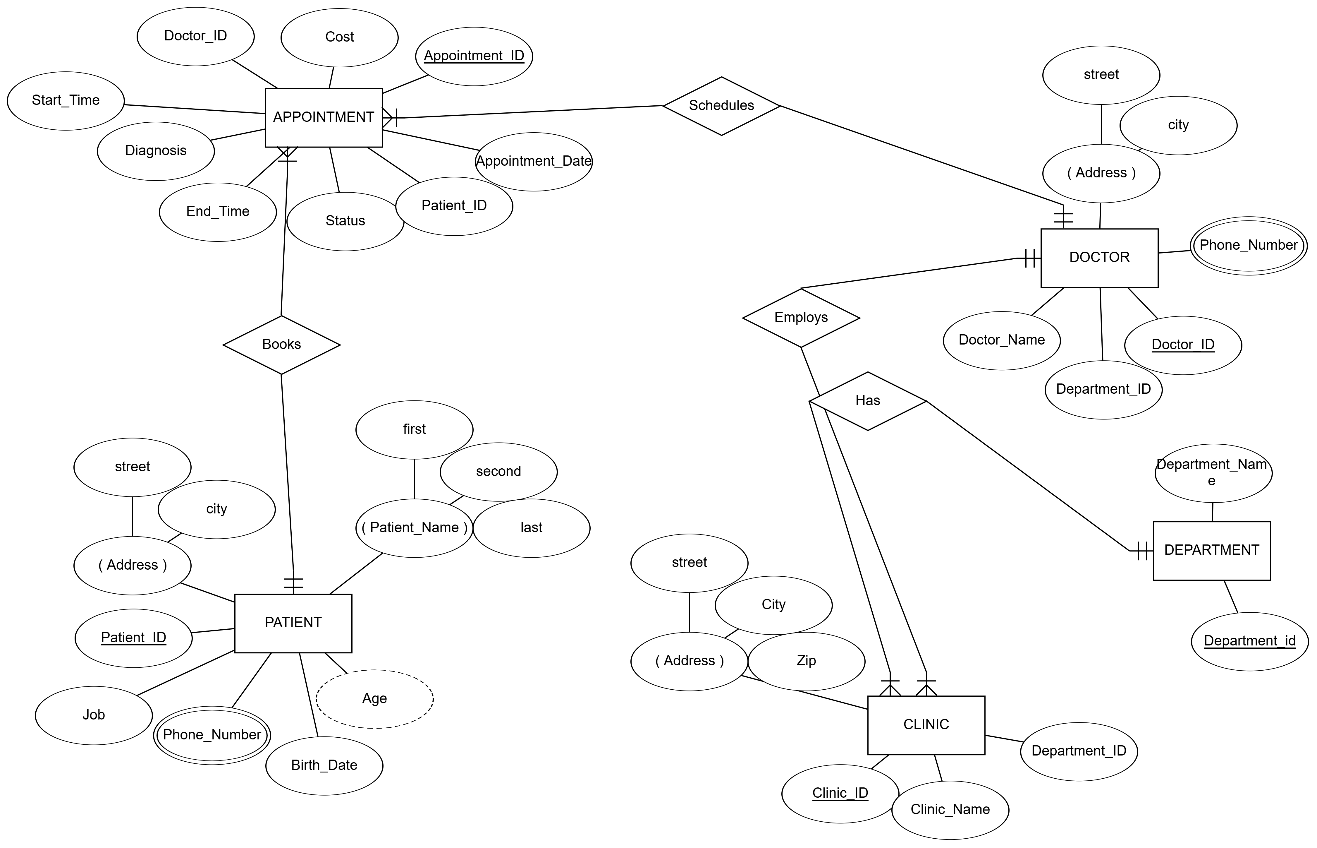 Doctor_ID
Cost
Appointment_ID
Start_Time
APPOINTMENT
Diagnosis
Appointment_Date
End_Time
Status
Patient_ID
Schedules
street
city
( Address )
DOCTOR
Phone_Number
Doctor_Name
Doctor_ID
Department_ID
Employs
Books
Has
Department_Nam
e
DEPARTMENT
Department_id
first
second
( Patient_Name )
last
street
city
( Address )
PATIENT
Patient_ID
Job
Phone_Number
Age
Birth_Date
street
City
( Address )
Zip
CLINIC
Department_ID
Clinic_ID
Clinic_Name